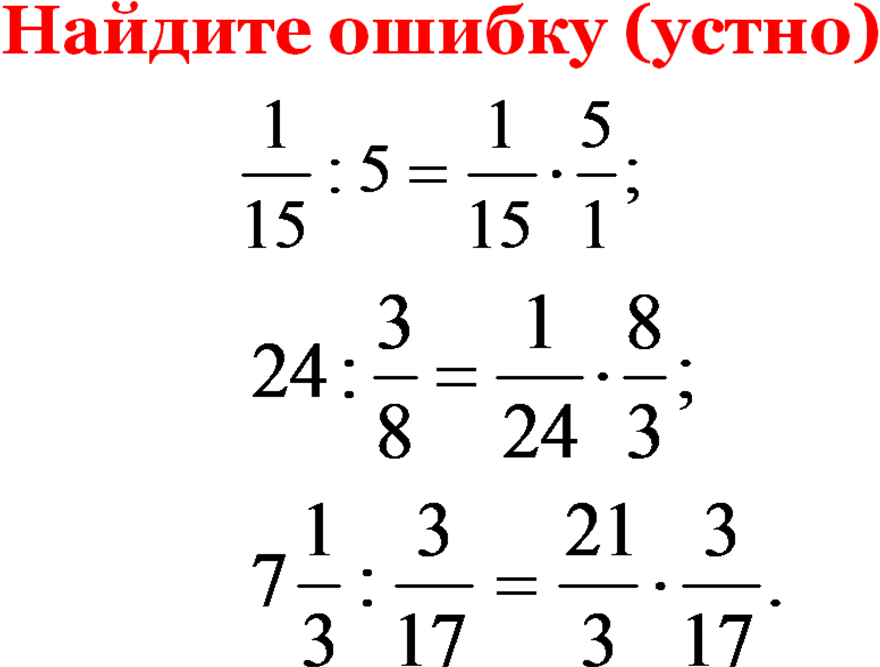 Найдите ошибку (устно)
1/15 : 5 = 1/15 · 5/1;
24 : 3/8 = 1/24 · 8/3;
7 1/3 : 3/17 = 21/3 · 3/17.